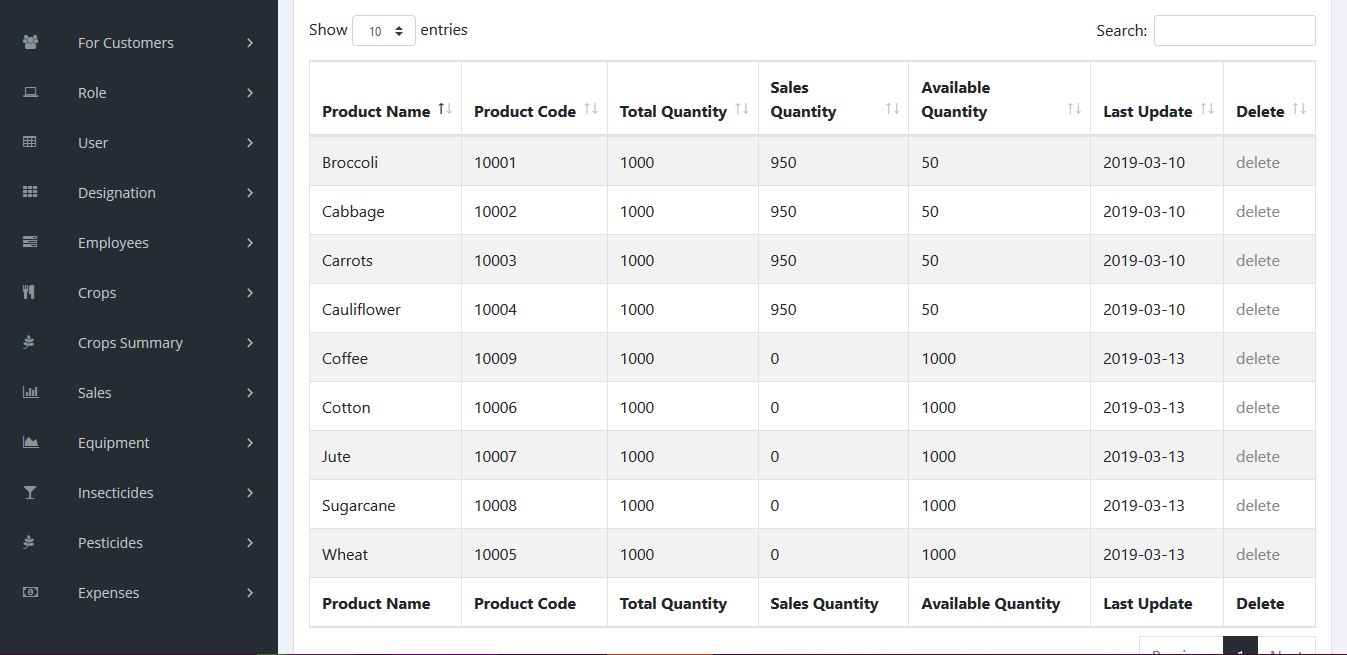 For Customers
Role
User
Designation
Employees
Crops
Crops Summary
Sales
Equipment
Insecticides
Pesticides
Expenses
Show 10 entries Search:
Product Name Product Code Total Quantity Sales Quantity Available Quantity Last Update Delete
Broccoli 10001 1000 950 50 2019-03-10 delete
Cabbage 10002 1000 950 50 2019-03-10 delete
Carrots 10003 1000 950 50 2019-03-10 delete
Cauliflower 10004 1000 950 50 2019-03-10 delete
Coffee 10009 1000 0 1000 2019-03-13 delete
Cotton 10006 1000 0 1000 2019-03-13 delete
Jute 10007 1000 0 1000 2019-03-13 delete
Sugarcane 10008 1000 0 1000 2019-03-13 delete
Wheat 10005 1000 0 1000 2019-03-13 delete
Product Name Product Code Total Quantity Sales Quantity Available Quantity Last Update Delete